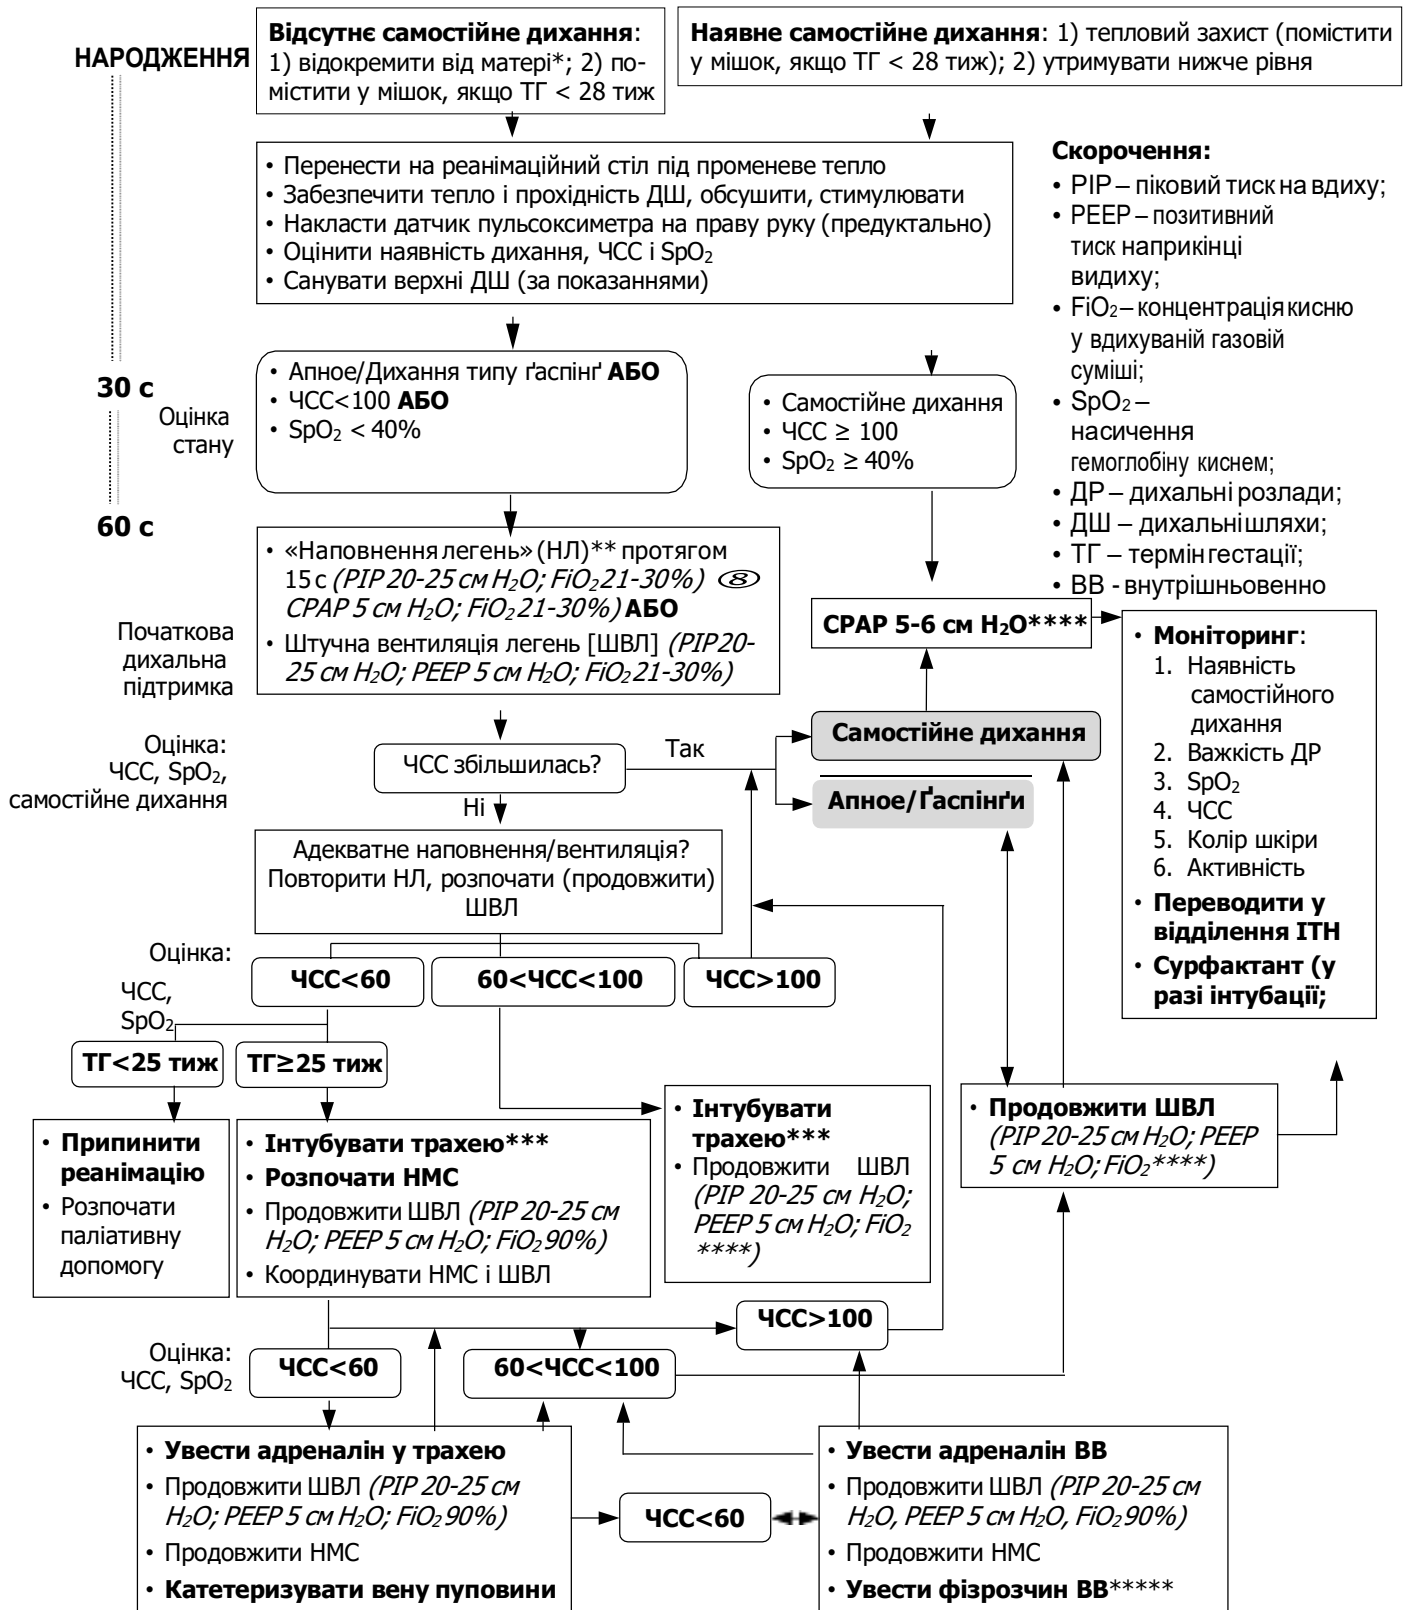 НАРОДЖЕННЯ
Відсутнє самостійне дихання:
1) відокремити від матері*; 2) по-
містити у мішок, якщо ТГ < 28 тиж
Наявне самостійне дихання: 1) тепловий захист (помістити
у мішок, якщо ТГ < 28 тиж); 2) утримувати нижче рівня
• Перенести на реанімаційний стіл під променеве тепло
• Забезпечити тепло і прохідність ДШ, обсушити, стимулювати
• Накласти датчик пульсоксиметра на праву руку (предуктально)
• Оцінити наявність дихання, ЧСС і SpO2
• Санувати верхні ДШ (за показаннями)
Скорочення:
• PIP – піковий тиск на вдиху;
• PEEP – позитивний
тиск наприкінці
видиху;
• FiO2 – концентрація кисню
у вдихуваній газовій
суміші;
• SpO2 –
насичення
гемоглобіну киснем;
• ДР – дихальні розлади;
• ДШ – дихальні шляхи;
• ТГ – термін гестації;
• ВВ - внутрішньовенно
30 с
Оцінка
стану
60 с
• Апное/Дихання типу ґаспінґ АБО
• ЧСС<100 АБО
• SpO2 < 40%
• Самостійне дихання
• ЧСС ≥ 100
• SpO2 ≥ 40%
Початкова
дихальна
підтримка
• «Наповнення легень» (НЛ)** протягом
15 с (PIP 20-25 см H2O; FiO2 21-30%) ⑧
CPAP 5 см H2O; FiO2 21-30%) АБО
• Штучна вентиляція легень [ШВЛ] (PIP 20-
25 см H2O; PEEP 5 см H2O; FiO2 21-30%)
CPAP 5-6 см H2O****
• Моніторинг:
1. Наявність
самостійного
дихання
2. Важкість ДР
3. SpO2
4. ЧСС
5. Колір шкіри
6. Активність
• Переводити у
відділення ІТН
• Сурфактант (у
разі інтубації;
Оцінка:
ЧСС, SpO2,
самостійне дихання
ЧСС збільшилась?
Так
Ні
Самостійне дихання
Апное/Ґаспінґи
Адекватне наповнення/вентиляція?
Повторити НЛ, розпочати (продовжити)
ШВЛ
Оцінка:
ЧСС,
SpO2
ЧСС<60
60<ЧСС<100
ЧСС>100
ТГ<25 тиж
ТГ≥25 тиж
• Припинити
реанімацію
• Розпочати
паліативну
допомогу
• Інтубувати трахею***
• Розпочати НМС
• Продовжити ШВЛ (PIP 20-25 см
H2O; PEEP 5 см H2O; FiO2 90%)
• Координувати НМС і ШВЛ
• Інтубувати
трахею***
• Продовжити ШВЛ
(PIP 20-25 см H2O;
PEEP 5 см H2O; FiO2
****)
• Продовжити ШВЛ
(PIP 20-25 см H2O; PEEP
5 см H2O; FiO2****)
Оцінка:
ЧСС, SpO2
ЧСС<60
60<ЧСС<100
ЧСС>100
• Увести адреналін у трахею
• Продовжити ШВЛ (PIP 20-25 см
H2O; PEEP 5 см H2O; FiO2 90%)
• Продовжити НМС
• Катетеризувати вену пуповини
ЧСС<60
• Увести адреналін ВВ
• Продовжити ШВЛ (PIP 20-25 см
H2O, PEEP 5 см H2O, FiO2 90%)
• Продовжити НМС
• Увести фізрозчин ВВ*****